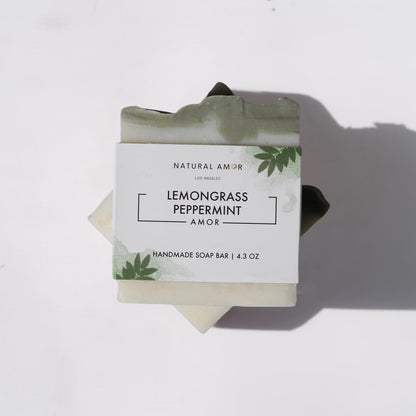 NATURAL AMOR
LOS ANGELES
LEMONGRASS
PEPPERMINT
AMOR
HANDMADE SOAP BAR | 4.3 OZ